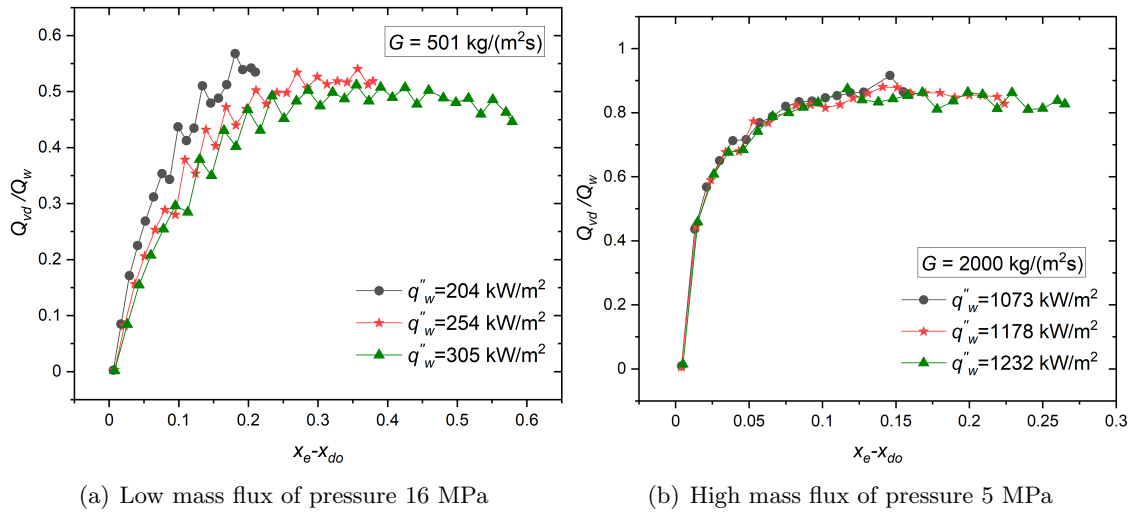 Q_vd /Q_w
0.6
0.5
0.4
0.3
0.2
0.1
0
G = 501 kg/(m²s)
q"_w=204 kW/m²
q"_w=254 kW/m²
q"_w=305 kW/m²
0 0.1 0.2 0.3 0.4 0.5 0.6
x_e-x_do
(a) Low mass flux of pressure 16 MPa
Q_vd /Q_w
1
0.8
0.6
0.4
0.2
0
G = 2000 kg/(m²s)
q"_w=1073 kW/m²
q"_w=1178 kW/m²
q"_w=1232 kW/m²
0 0.05 0.1 0.15 0.2 0.25 0.3
x_e-x_do
(b) High mass flux of pressure 5 MPa